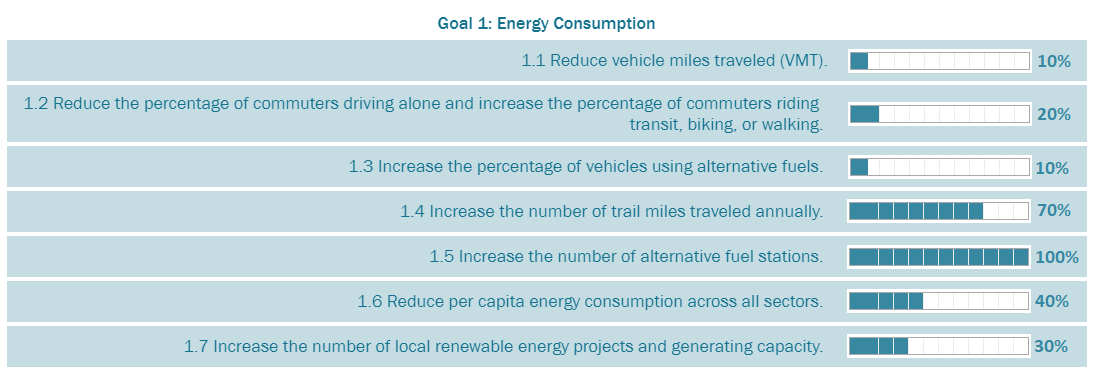 Goal 1: Energy Consumption
1.1 Reduce vehicle miles traveled (VMT). 10%
1.2 Reduce the percentage of commuters driving alone and increase the percentage of commuters riding
transit, biking, or walking. 20%
1.3 Increase the percentage of vehicles using alternative fuels. 10%
1.4 Increase the number of trail miles traveled annually. 70%
1.5 Increase the number of alternative fuel stations. 100%
1.6 Reduce per capita energy consumption across all sectors. 40%
1.7 Increase the number of local renewable energy projects and generating capacity. 30%